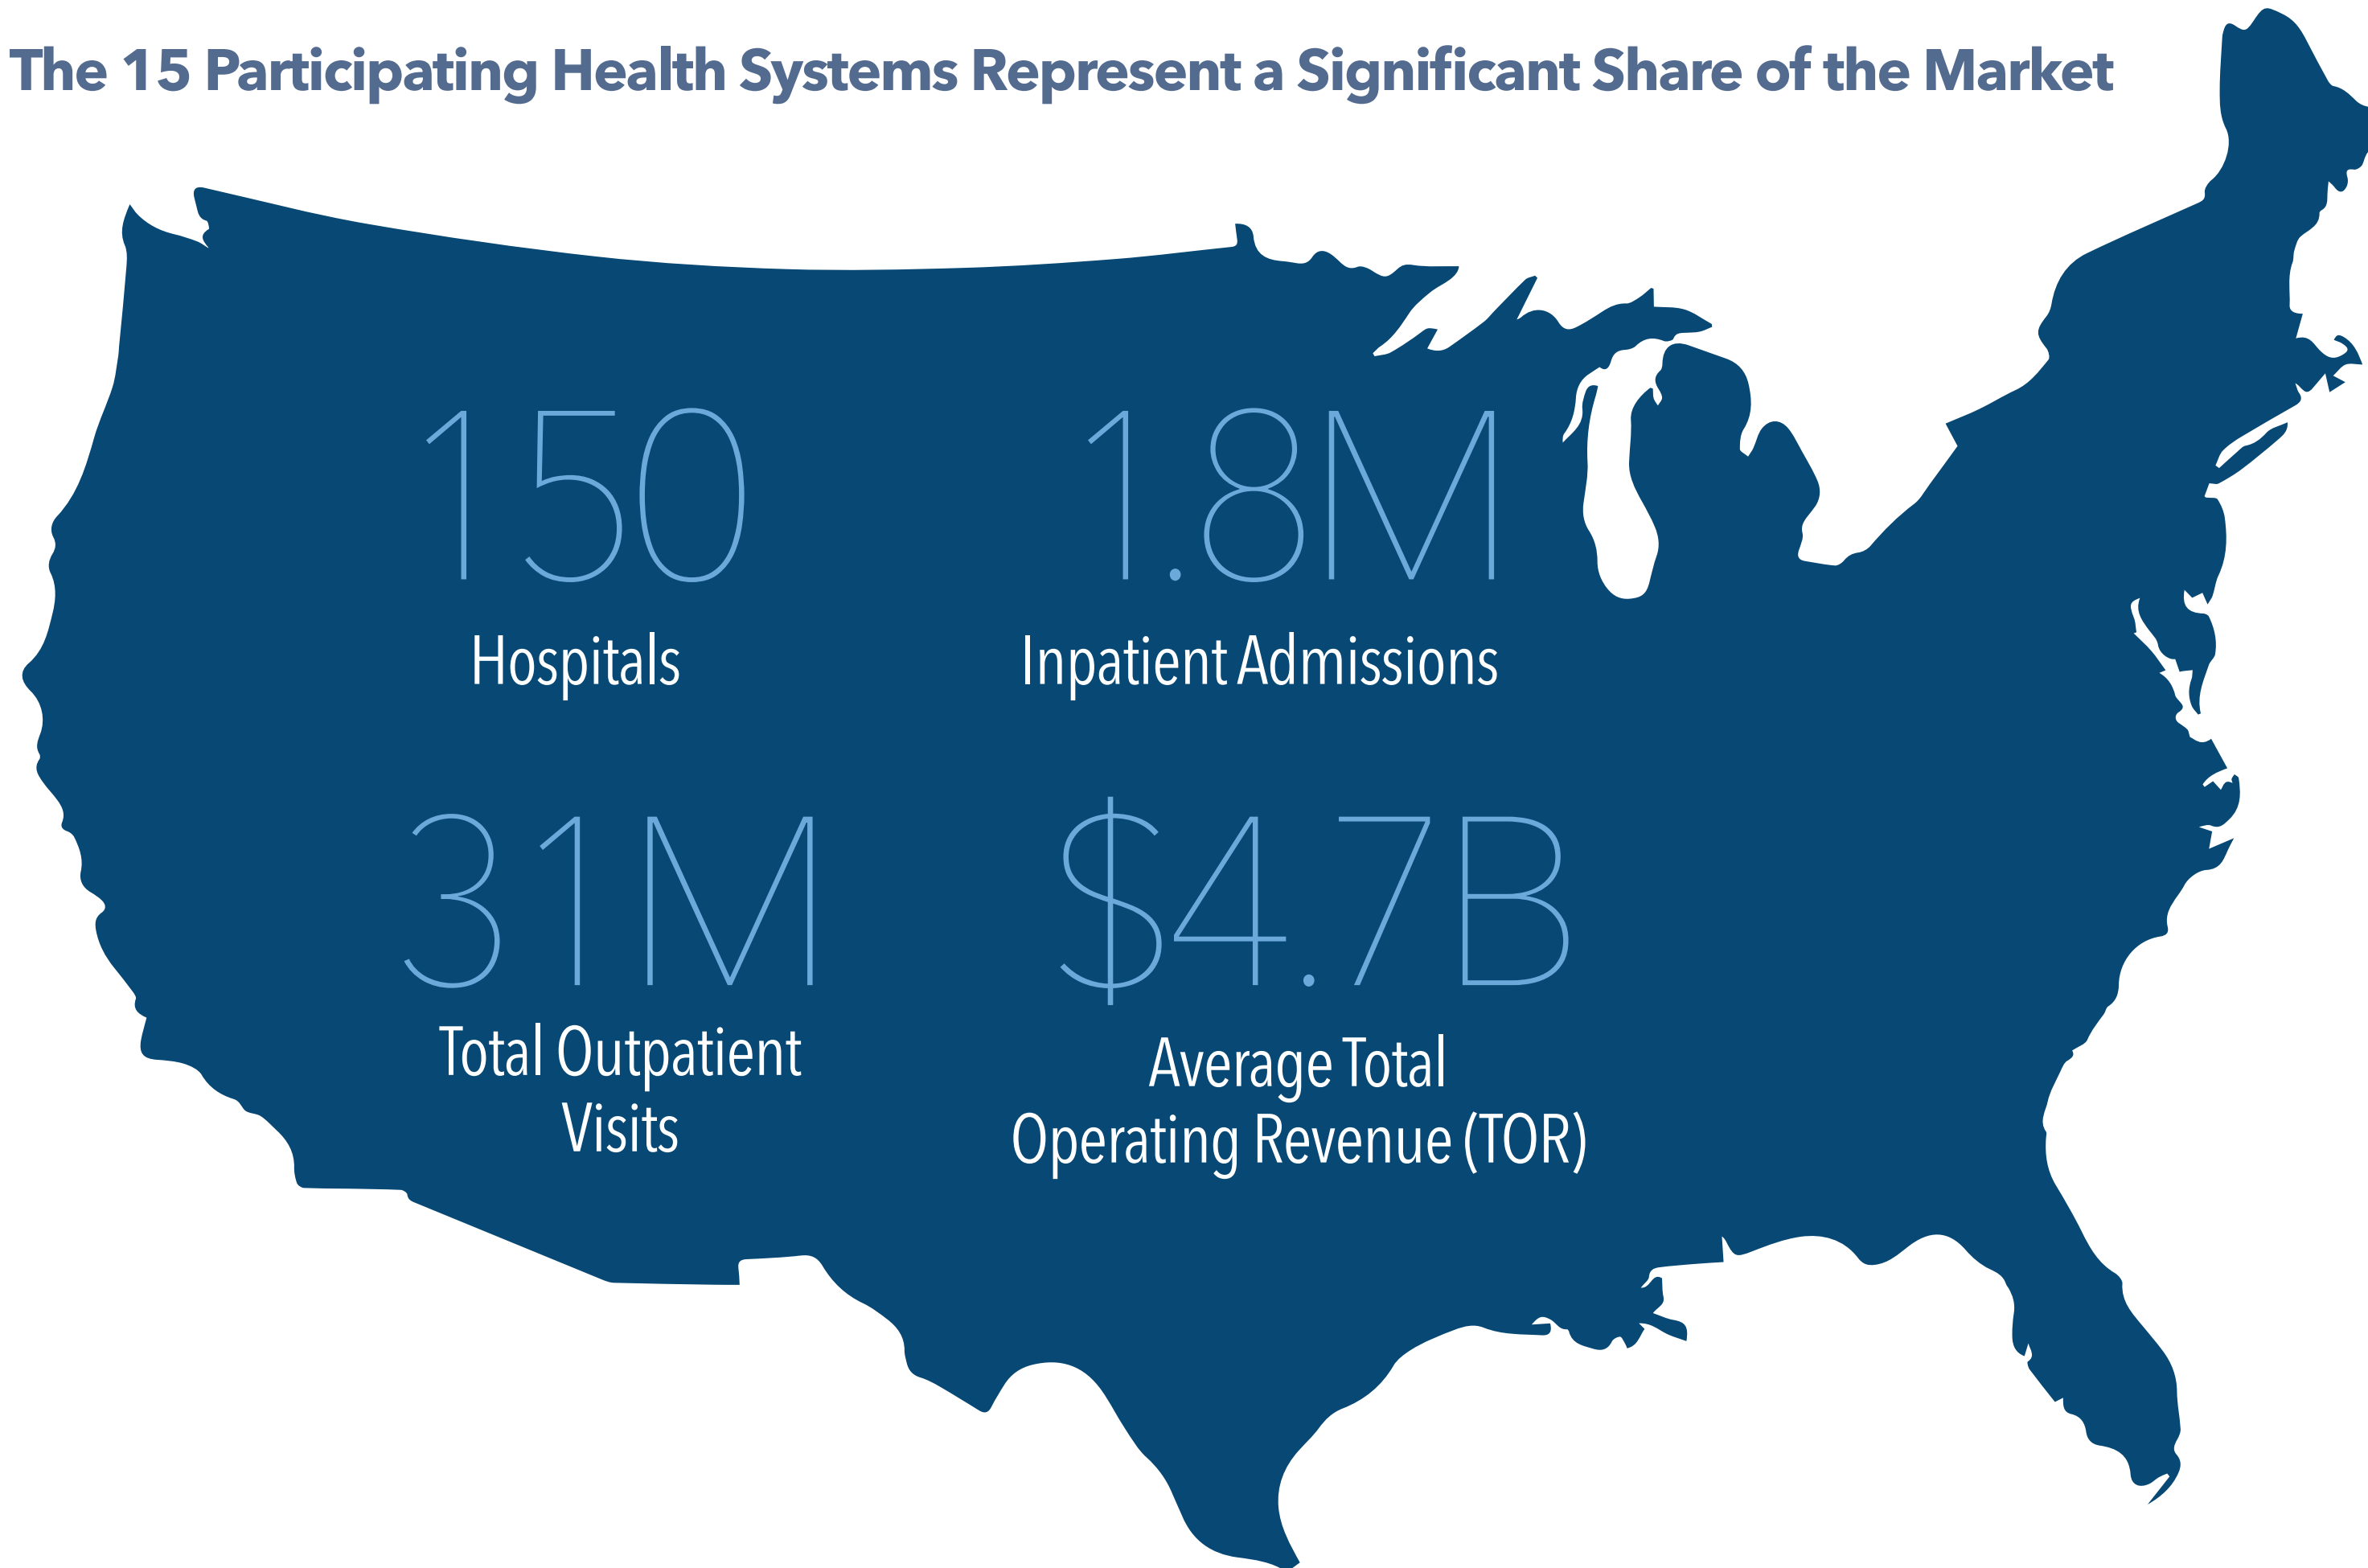 The 15 Participating Health Systems Represent a Significant Share of the Market
150
Hospitals
1.8M
Inpatient Admissions
31M
Total Outpatient
Visits
$4.7B
Average Total
Operating Revenue (TOR)